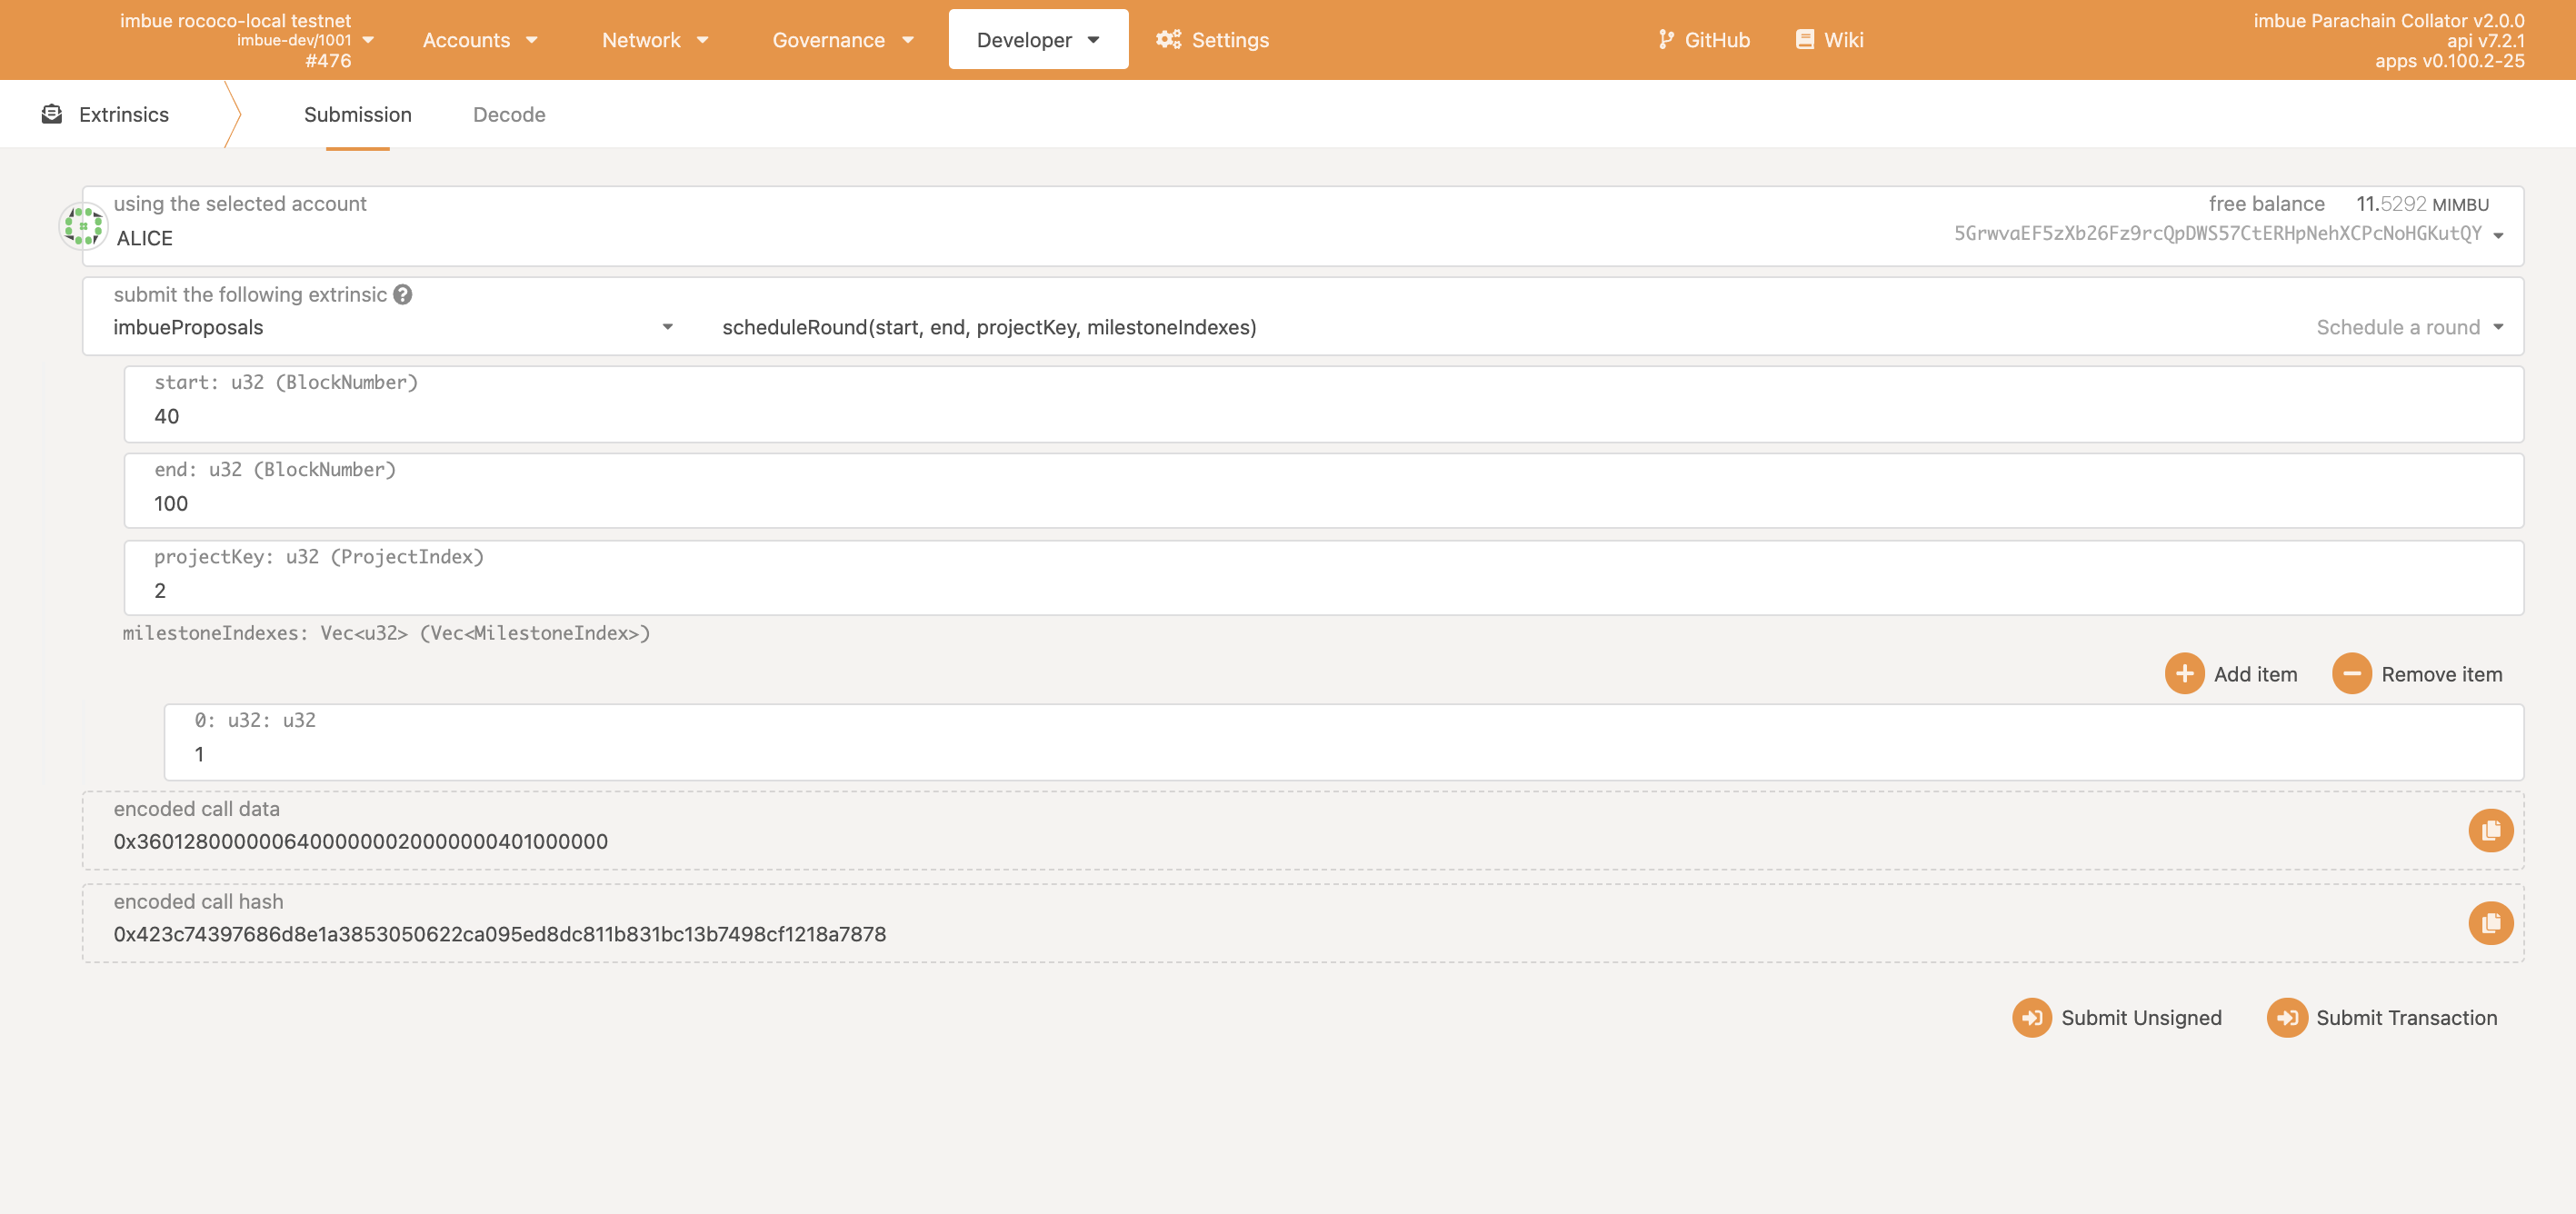 imbue rococo-local testnet
imbue-dev/1001
#476
Accounts
Network
Governance
Developer
Settings
GitHub
Wiki
imbue Parachain Collator v2.0.0
api v7.2.1
apps v0.100.2-25
Extrinsics
Submission
Decode
using the selected account
ALICE
free balance 11.5292 MIMBU
5GrwvaEF5zXb26Fz9rcQpDWS57CtERHpNehXCPcNoHGKutQY
submit the following extrinsic ?
imbueProposals
scheduleRound(start, end, projectKey, milestoneIndexes)
Schedule a round
start: u32 (BlockNumber)
40
end: u32 (BlockNumber)
100
projectKey: u32 (ProjectIndex)
2
milestoneIndexes: Vec<u32> (Vec<MilestoneIndex>)
Add item
Remove item
0: u32: u32
1
encoded call data
0x36012800000064000000020000000401000000
encoded call hash
0x423c74397686d8e1a3853050622ca095ed8dc811b831bc13b7498cf1218a7878
Submit Unsigned
Submit Transaction